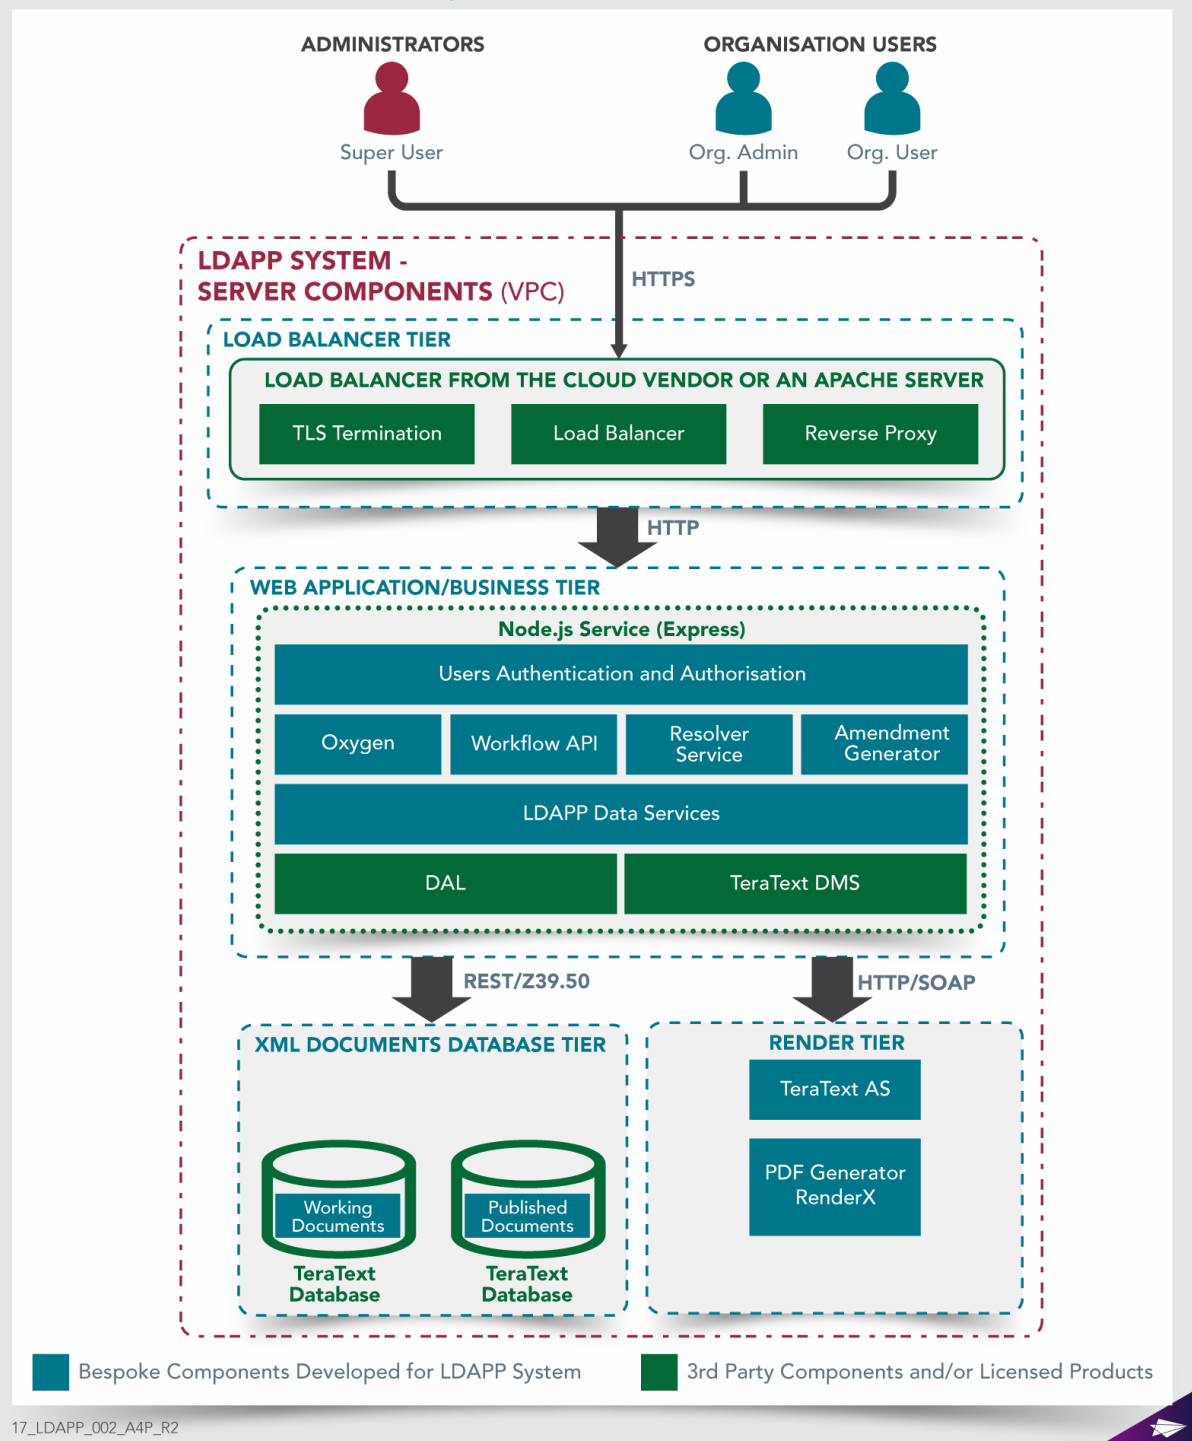 ADMINISTRATORS
ORGANISATION USERS
Super User
Org. Admin
Org. User
LDAPP SYSTEM -
SERVER COMPONENTS (VPC)
HTTPS
LOAD BALANCER TIER
LOAD BALANCER FROM THE CLOUD VENDOR OR AN APACHE SERVER
TLS Termination
Load Balancer
Reverse Proxy
HTTP
WEB APPLICATION/BUSINESS TIER
Node.js Service (Express)
Users Authentication and Authorisation
Oxygen
Workflow API
Resolver
Service
Amendment
Generator
LDAPP Data Services
DAL
TeraText DMS
REST/Z39.50
HTTP/SOAP
XML DOCUMENTS DATABASE TIER
Working
Documents
TeraText
Database
Published
Documents
TeraText
Database
RENDER TIER
TeraText AS
PDF Generator
RenderX
Bespoke Components Developed for LDAPP System
3rd Party Components and/or Licensed Products
17_LDAPP_002_A4P_R2